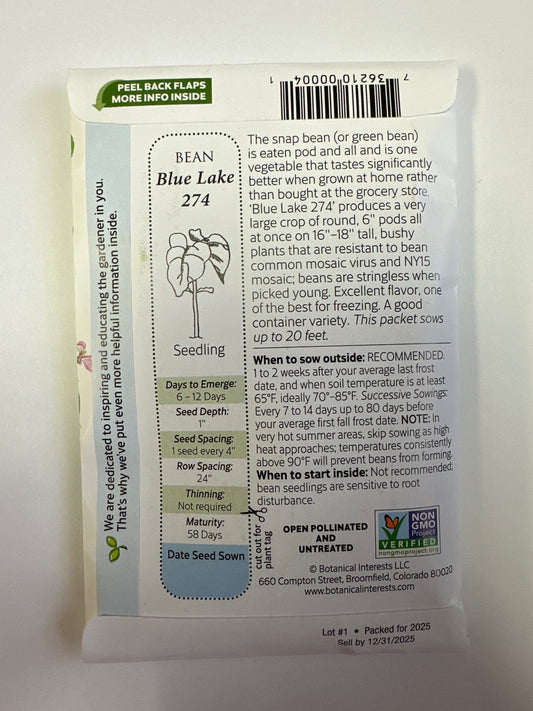 PEEL BACK FLAPS
MORE INFO INSIDE
7 36210 00004 1
We are dedicated to inspiring and educating the gardener in you.
That's why we've put even more helpful information inside.
BEAN
Blue Lake
274
Seedling
Days to Emerge:
6 – 12 Days
Seed Depth:
1"
Seed Spacing:
1 seed every 4"
Row Spacing:
24"
Thinning:
Not required
Maturity:
58 Days
Date Seed Sown
cut out for
plant tag
The snap bean (or green bean)
is eaten pod and all and is one
vegetable that tastes significantly
better when grown at home rather
than bought at the grocery store.
'Blue Lake 274' produces a very
large crop of round, 6" pods all
at once on 16"–18" tall, bushy
plants that are resistant to bean
common mosaic virus and NY15
mosaic; beans are stringless when
picked young. Excellent flavor, one
of the best for freezing. A good
container variety. This packet sows
up to 20 feet.
When to sow outside: RECOMMENDED.
1 to 2 weeks after your average last frost
date, and when soil temperature is at least
65°F, ideally 70°–85°F. Successive Sowings:
Every 7 to 14 days up to 80 days before
your average first fall frost date. NOTE: In
very hot summer areas, skip sowing as high
heat approaches; temperatures consistently
above 90°F will prevent beans from forming.
When to start inside: Not recommended;
bean seedlings are sensitive to root
disturbance.
OPEN POLLINATED
AND
UNTREATED
NON
GMO
Project
VERIFIED
nongmoproject.org
© Botanical Interests LLC
660 Compton Street, Broomfield, Colorado 80020
www.botanicalinterests.com
Lot #1 • Packed for 2025
Sell by 12/31/2025